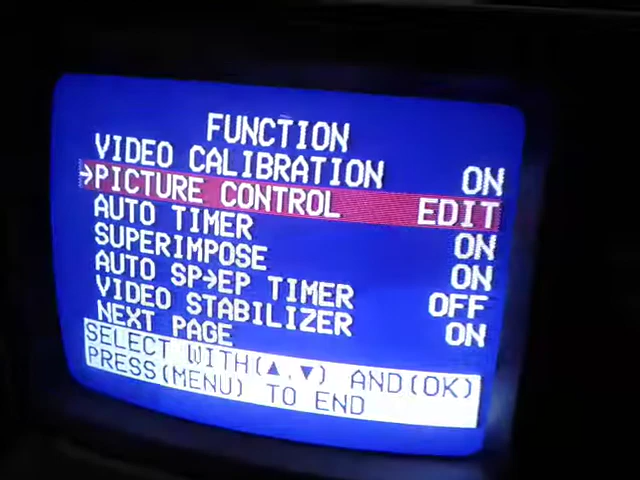 FUNCTION
VIDEO CALIBRATION ON
→PICTURE CONTROL EDIT
AUTO TIMER ON
SUPERIMPOSE ON
AUTO SP→EP TIMER OFF
VIDEO STABILIZER ON
NEXT PAGE
SELECT WITH(▲,▼) AND(OK)
PRESS(MENU) TO END